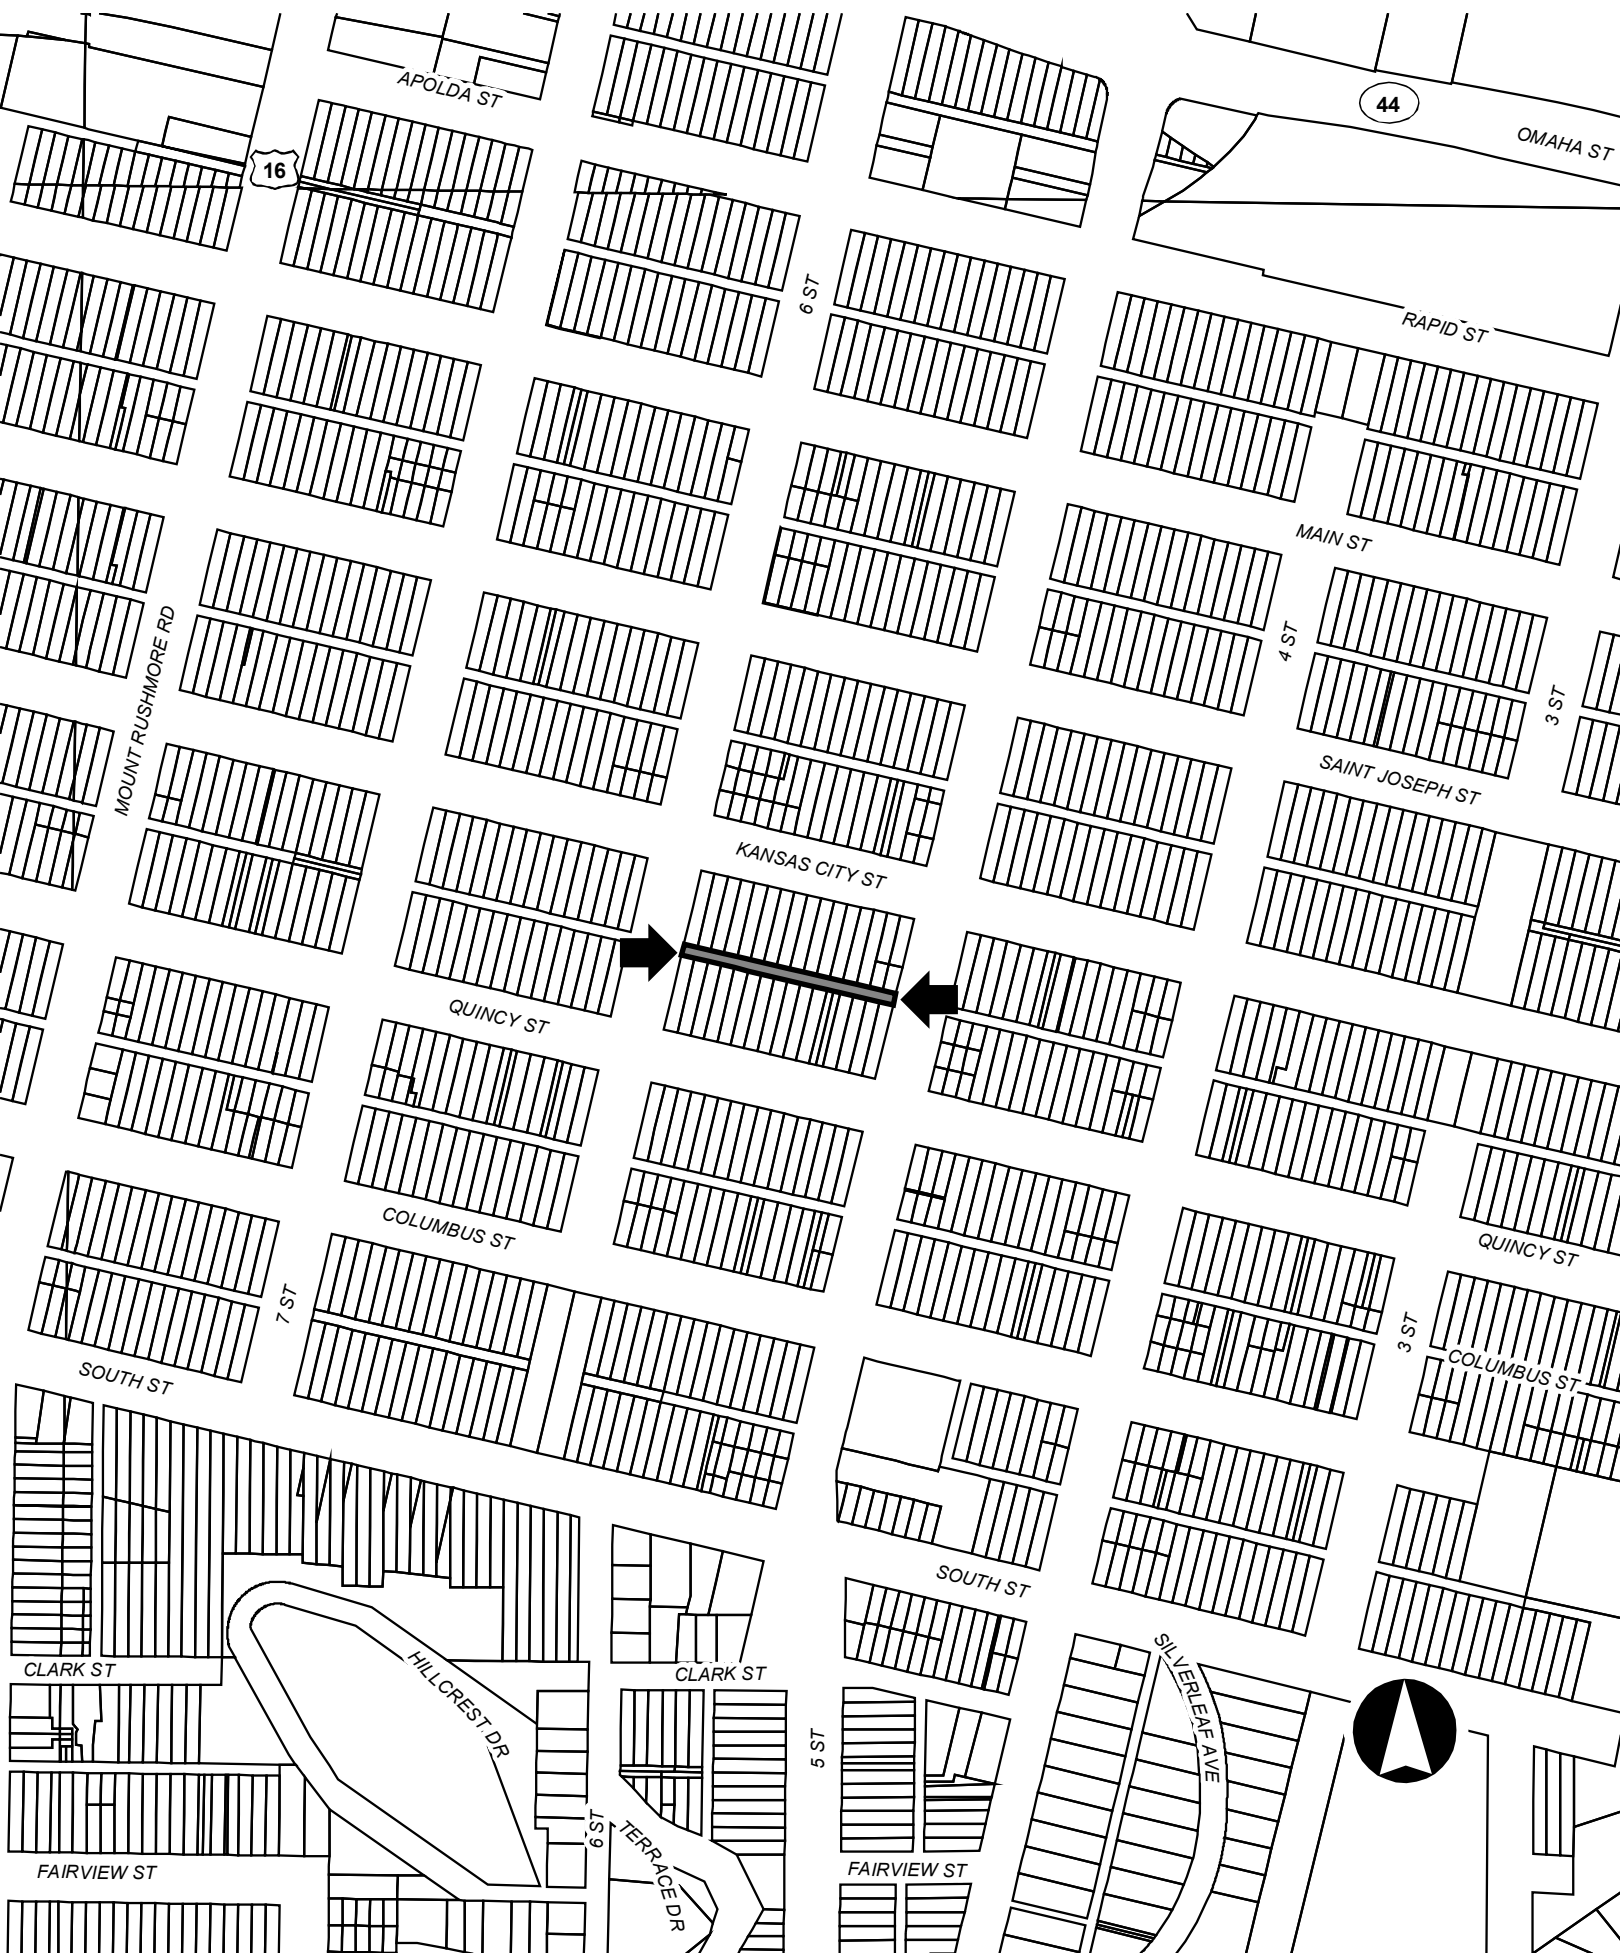 APOLDA ST
44
OMAHA ST
16
6 ST
RAPID ST
MAIN ST
4 ST
MOUNT RUSHMORE RD
3 ST
SAINT JOSEPH ST
KANSAS CITY ST
QUINCY ST
COLUMBUS ST
QUINCY ST
7 ST
3 ST
SOUTH ST
COLUMBUS ST
SOUTH ST
CLARK ST
HILLCREST DR
CLARK ST
SILVERLEAF AVE
5 ST
6 ST
TERRACE DR
FAIRVIEW ST
FAIRVIEW ST